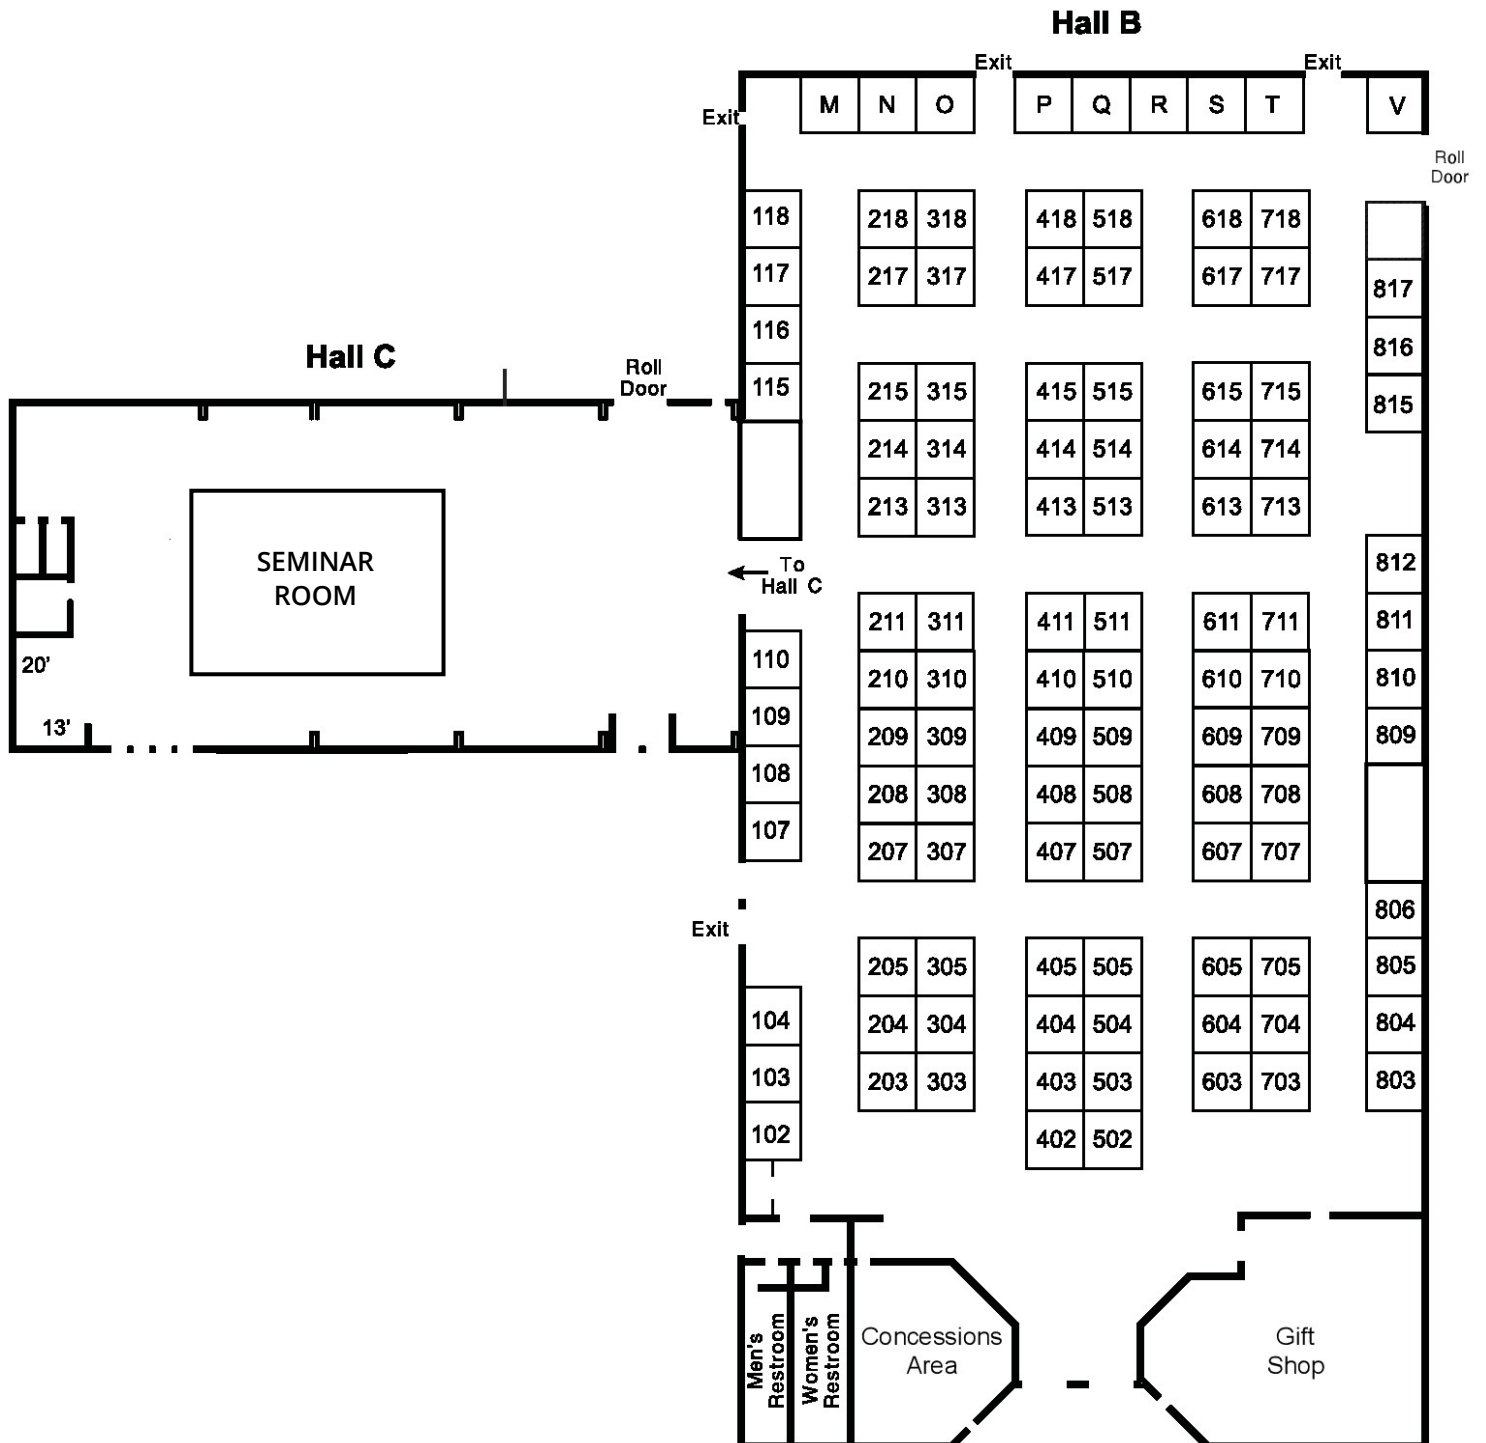 Hall B
Exit Exit
M N O P Q R S T V
Exit
Roll
Door
118 218 318 418 518 618 718
117 217 317 417 517 617 717 817
116 816
Hall C
Roll
Door
115 215 315 415 515 615 715 815
214 314 414 514 614 714
213 313 413 513 613 713
SEMINAR
ROOM
To
Hall C
812
211 311 411 511 611 711 811
20'
110 210 310 410 510 610 710 810
13'
109 209 309 409 509 609 709 809
108 208 308 408 508 608 708
107 207 307 407 507 607 707
806
Exit
205 305 405 505 605 705 805
104 204 304 404 504 604 704 804
103 203 303 403 503 603 703 803
102 402 502
Men's
Restroom
Women's
Restroom
Concessions
Area
Gift
Shop